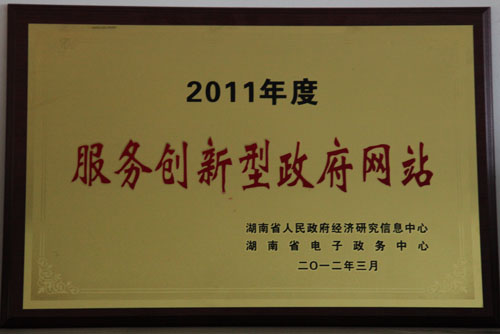 2011年度
服务创新型政府网站
湖南省人民政府经济研究信息中心
湖南省电子政务中心
二〇一二年三月